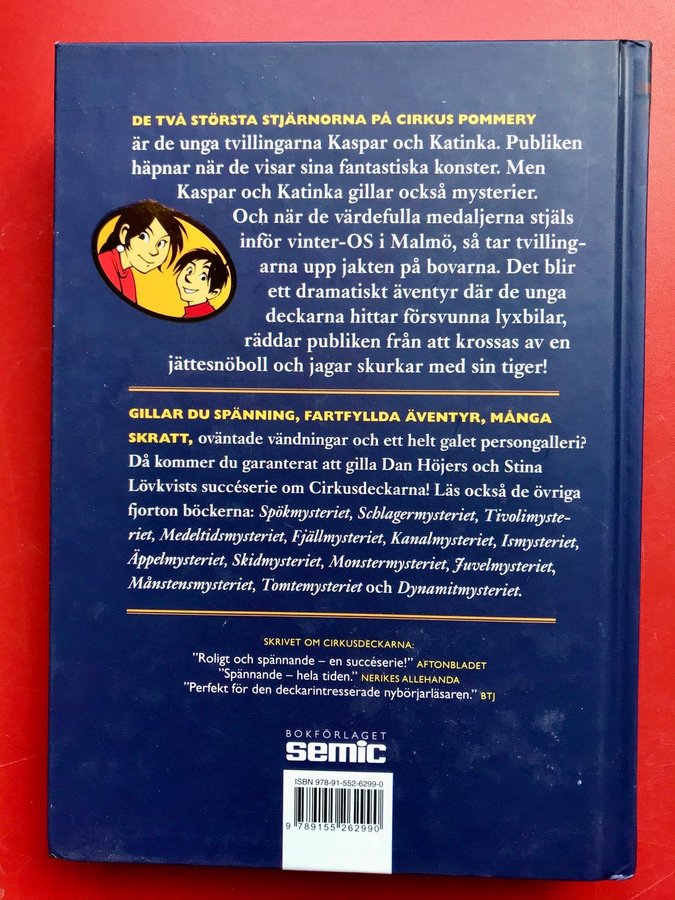 DE TVÅ STÖRSTA STJÄRNORNA PÅ CIRKUS POMMERY
är de unga tvillingarna Kaspar och Katinka. Publiken
häpnar när de visar sina fantastiska konster. Men
Kaspar och Katinka gillar också mysterier.
Och när de värdefulla medaljerna stjäls
inför vinter-OS i Malmö, så tar tvilling-
arna upp jakten på bovarna. Det blir
ett dramatiskt äventyr där de unga
deckarna hittar försvunna lyxbilar,
räddar publiken från att krossas av en
jättesnöboll och jagar skurkar med sin tiger!
GILLAR DU SPÄNNING, FARTFYLLDA ÄVENTYR, MÅNGA
SKRATT, oväntade vändningar och ett helt galet persongalleri?
Då kommer du garanterat att gilla Dan Höjers och Stina
Lövkvists succéserie om Cirkusdeckarna! Läs också de övriga
fjorton böckerna: Spökmysteriet, Schlagermysteriet, Tivolimyste-
riet, Medeltidsmysteriet, Fjällmysteriet, Kanalmysteriet, Ismysteriet,
Äppelmysteriet, Skidmysteriet, Monstermysteriet, Juvelmysteriet,
Månstensmysteriet, Tomtemysteriet och Dynamitmysteriet.
SKRIVET OM CIRKUSDECKARNA:
”Roligt och spännande – en succéserie!” AFTONBLADET
”Spännande – hela tiden.” NERIKES ALLEHANDA
”Perfekt för den deckarintresserade nybörjarläsaren.” BTJ
BOKFÖRLAGET
semic
ISBN 978-91-552-6299-0
9 789155 262990